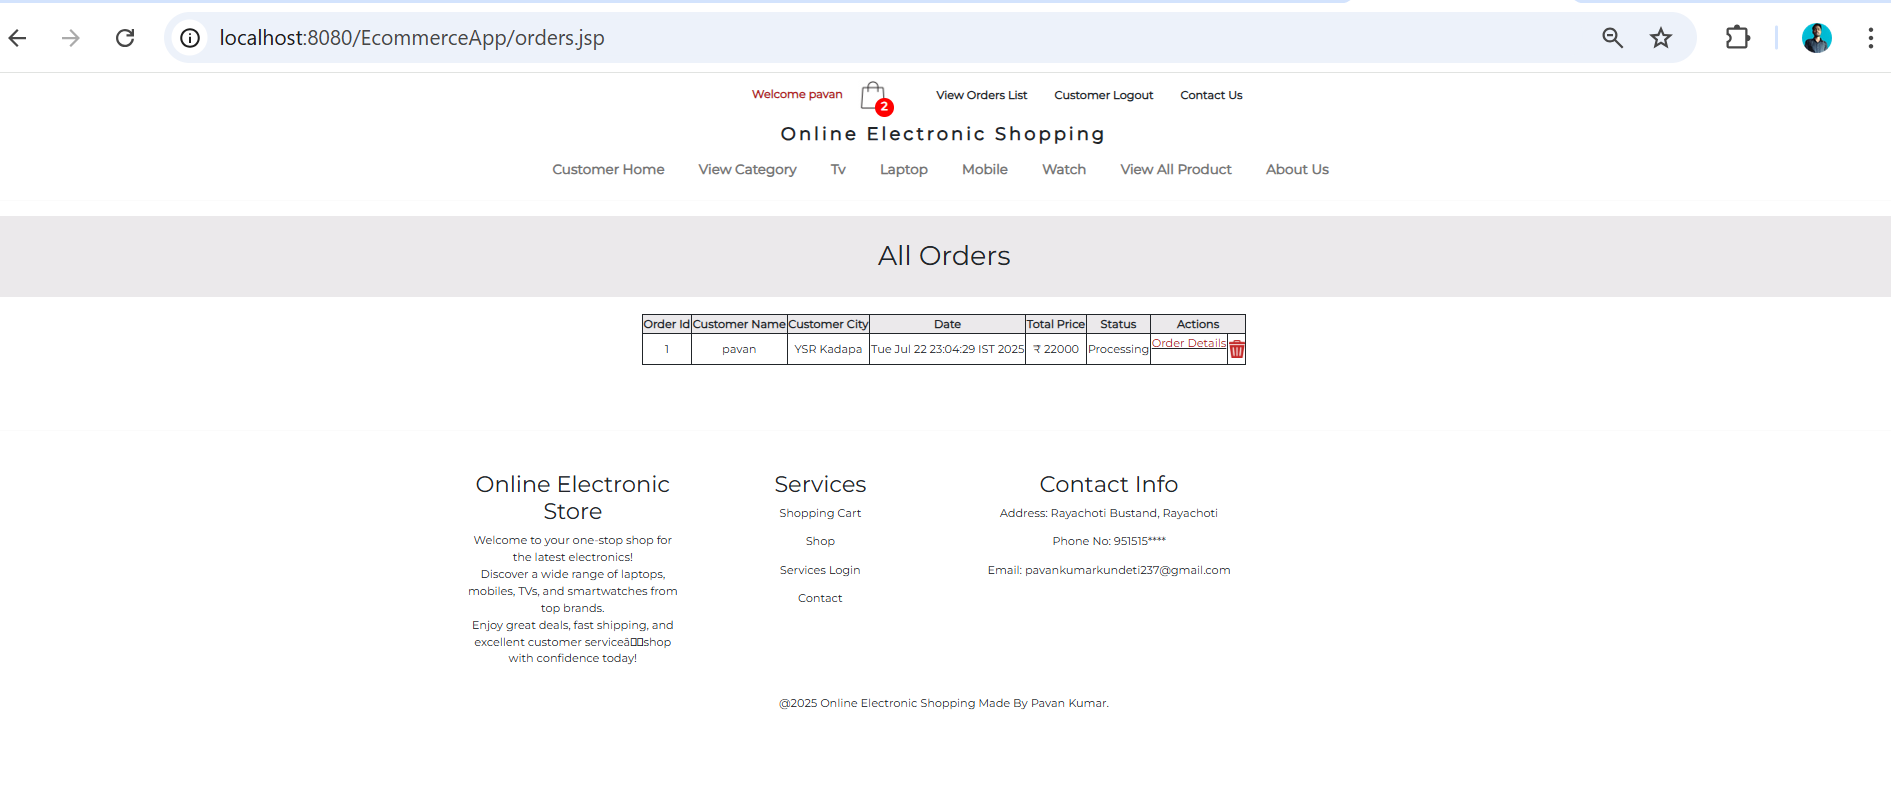 localhost:8080/EcommerceApp/orders.jsp
Welcome pavan 2 View Orders List Customer Logout Contact Us
Online Electronic Shopping
Customer Home View Category Tv Laptop Mobile Watch View All Product About Us
All Orders
Order Id Customer Name Customer City Date Total Price Status Actions
1 pavan YSR Kadapa Tue Jul 22 23:04:29 IST 2025 ₹ 22000 Processing Order Details
Online Electronic
Store
Welcome to your one-stop shop for
the latest electronics!
Discover a wide range of laptops,
mobiles, TVs, and smartwatches from
top brands.
Enjoy great deals, fast shipping, and
excellent customer serviceâ▯▯shop
with confidence today!
Services
Shopping Cart
Shop
Services Login
Contact
Contact Info
Address: Rayachoti Bustand, Rayachoti
Phone No: 951515****
Email: pavankumarkundeti237@gmail.com
@2025 Online Electronic Shopping Made By Pavan Kumar.